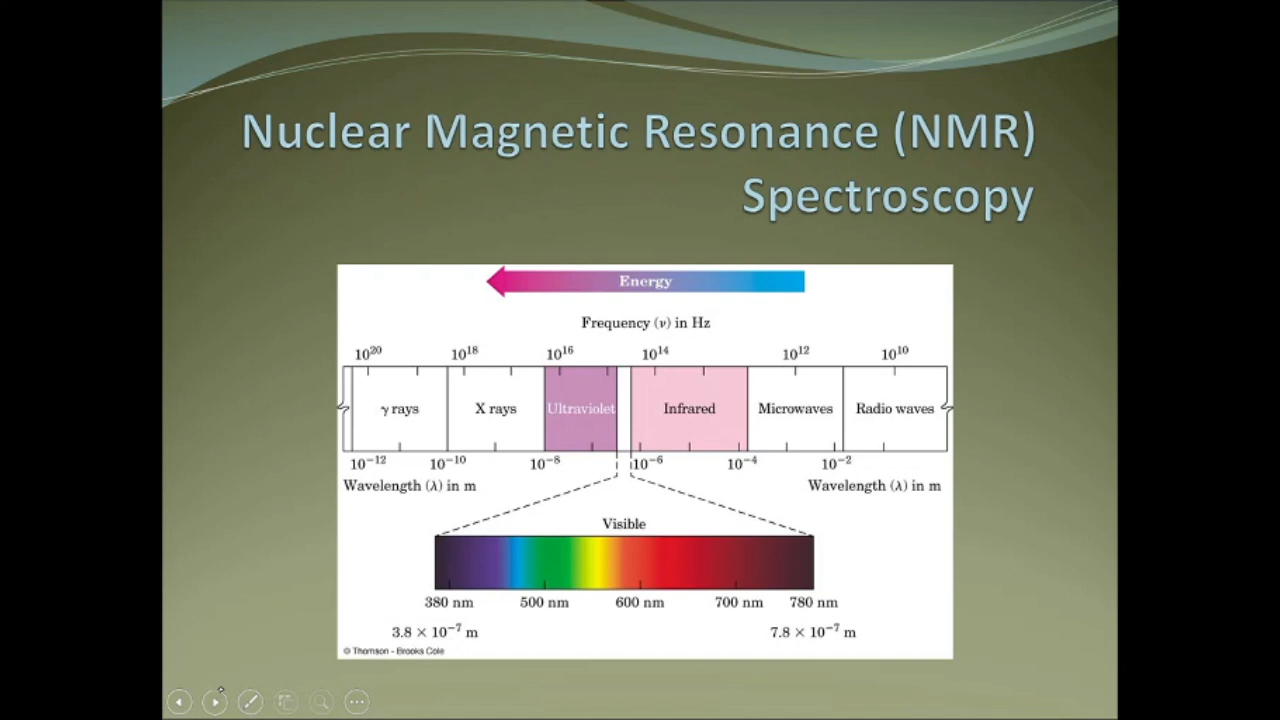 Nuclear Magnetic Resonance (NMR)
Spectroscopy
Energy
Frequency (ν) in Hz
10²⁰ 10¹⁸ 10¹⁶ 10¹⁴ 10¹² 10¹⁰
γ rays X rays Ultraviolet Infrared Microwaves Radio waves
10⁻¹² 10⁻¹⁰ 10⁻⁸ 10⁻⁶ 10⁻⁴ 10⁻²
Wavelength (λ) in m Wavelength (λ) in m
Visible
380 nm 500 nm 600 nm 700 nm 780 nm
3.8 × 10⁻⁷ m 7.8 × 10⁻⁷ m
© Thomson - Brooks Cole